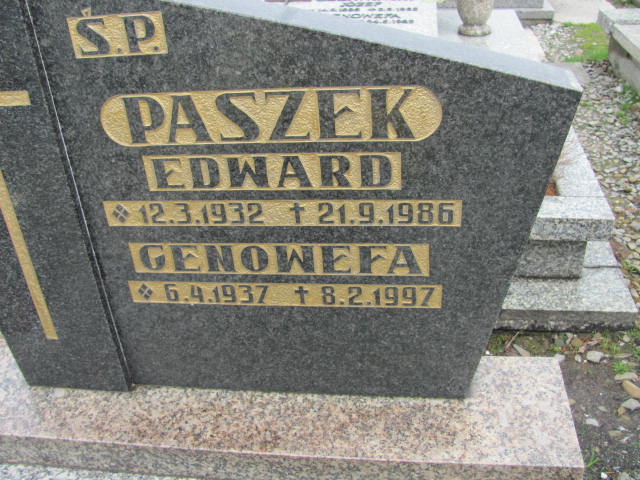 Ś.P.
PASZEK
EDWARD
12.3.1932 † 21.9.1986
GENOWEFA
6.4.1937 † 8.2.1997